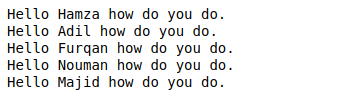 Hello Hamza how do you do.
Hello Adil how do you do.
Hello Furqan how do you do.
Hello Nouman how do you do.
Hello Majid how do you do.